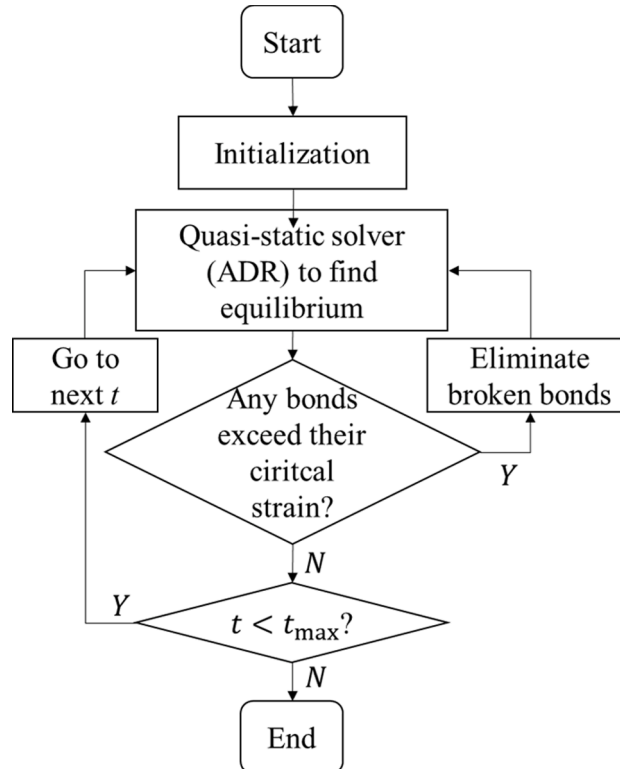 Start
Initialization
Quasi-static solver
(ADR) to find
equilibrium
Go to
next t
Eliminate
broken bonds
Any bonds
exceed their
ciritcal
strain?
Y
N
Y
t < t_max?
N
End